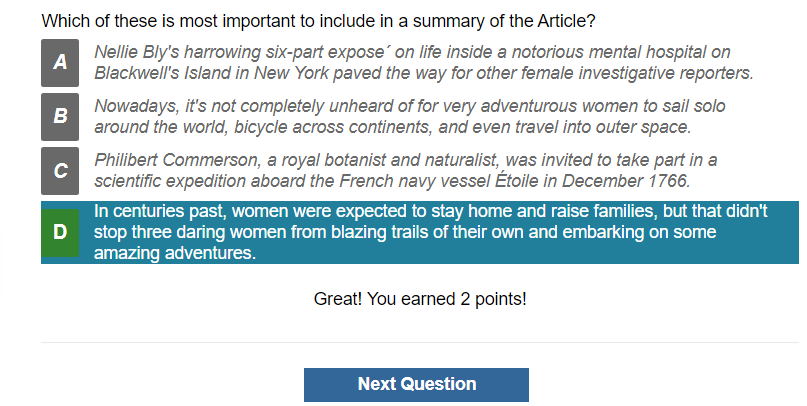 Which of these is most important to include in a summary of the Article?
A
Nellie Bly's harrowing six-part expose´ on life inside a notorious mental hospital on
Blackwell's Island in New York paved the way for other female investigative reporters.
B
Nowadays, it's not completely unheard of for very adventurous women to sail solo
around the world, bicycle across continents, and even travel into outer space.
C
Philibert Commerson, a royal botanist and naturalist, was invited to take part in a
scientific expedition aboard the French navy vessel Étoile in December 1766.
D
In centuries past, women were expected to stay home and raise families, but that didn't
stop three daring women from blazing trails of their own and embarking on some
amazing adventures.
Great! You earned 2 points!
Next Question